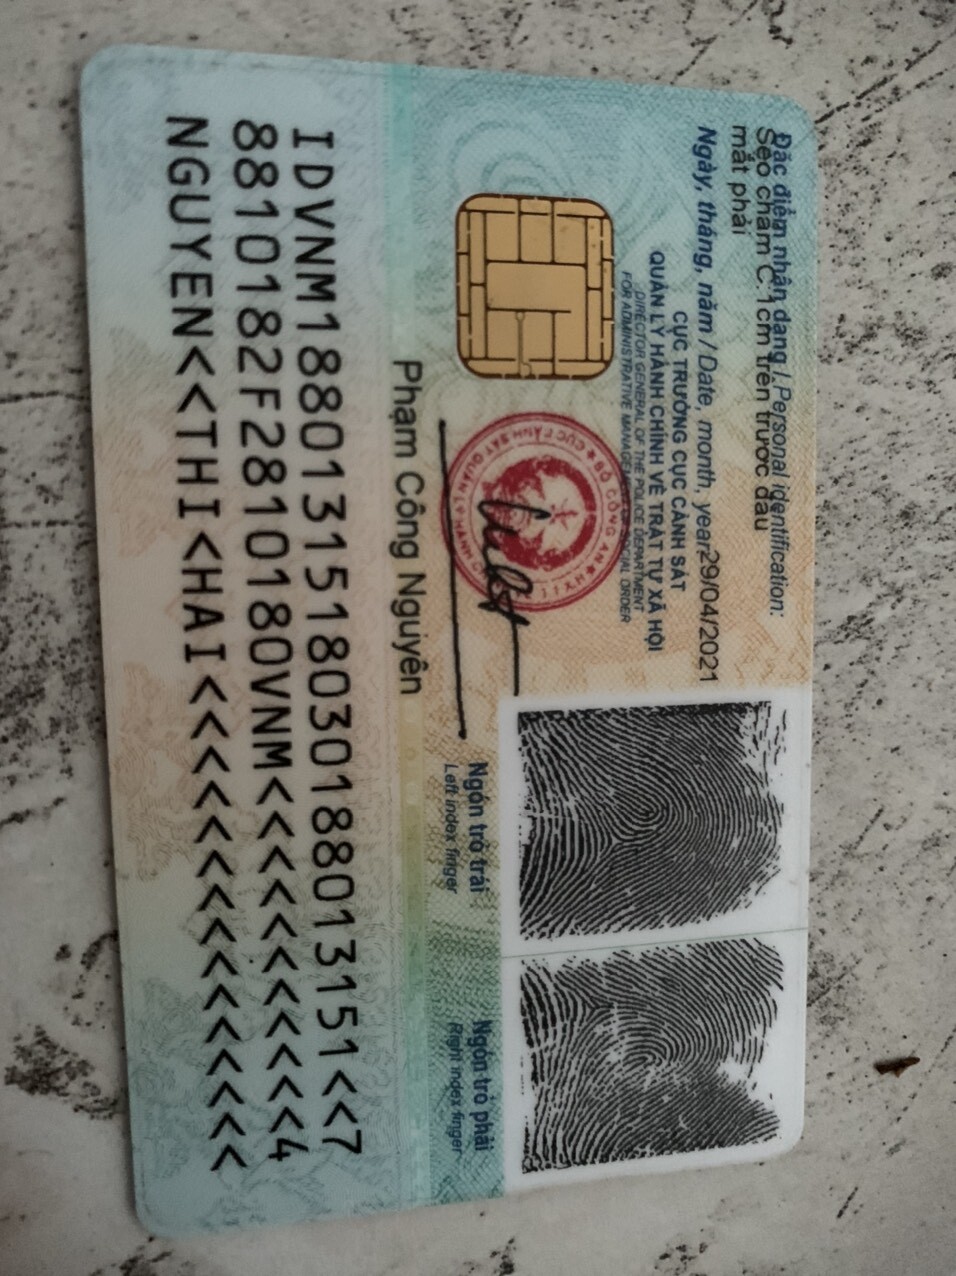 Đặc điểm nhận dạng / Personal identification:
Sẹo chấm C: 1cm trên trước đầu
mắt phải
Ngày, tháng, năm / Date, month, year: 29/04/2021
CỤC TRƯỞNG CỤC CẢNH SÁT
QUẢN LÝ HÀNH CHÍNH VỀ TRẬT TỰ XÃ HỘI
DIRECTOR GENERAL OF THE POLICE DEPARTMENT
FOR ADMINISTRATIVE MANAGEMENT OF SOCIAL ORDER
Phạm Công Nguyên
Ngón trỏ trái
Left index finger
Ngón trỏ phải
Right index finger
IDVNM1880131518030188013151<<7
8810182F2810180VNM<<<<<<<<<<<4
NGUYEN<<THI<HAI<<<<<<<<<<<<<<<